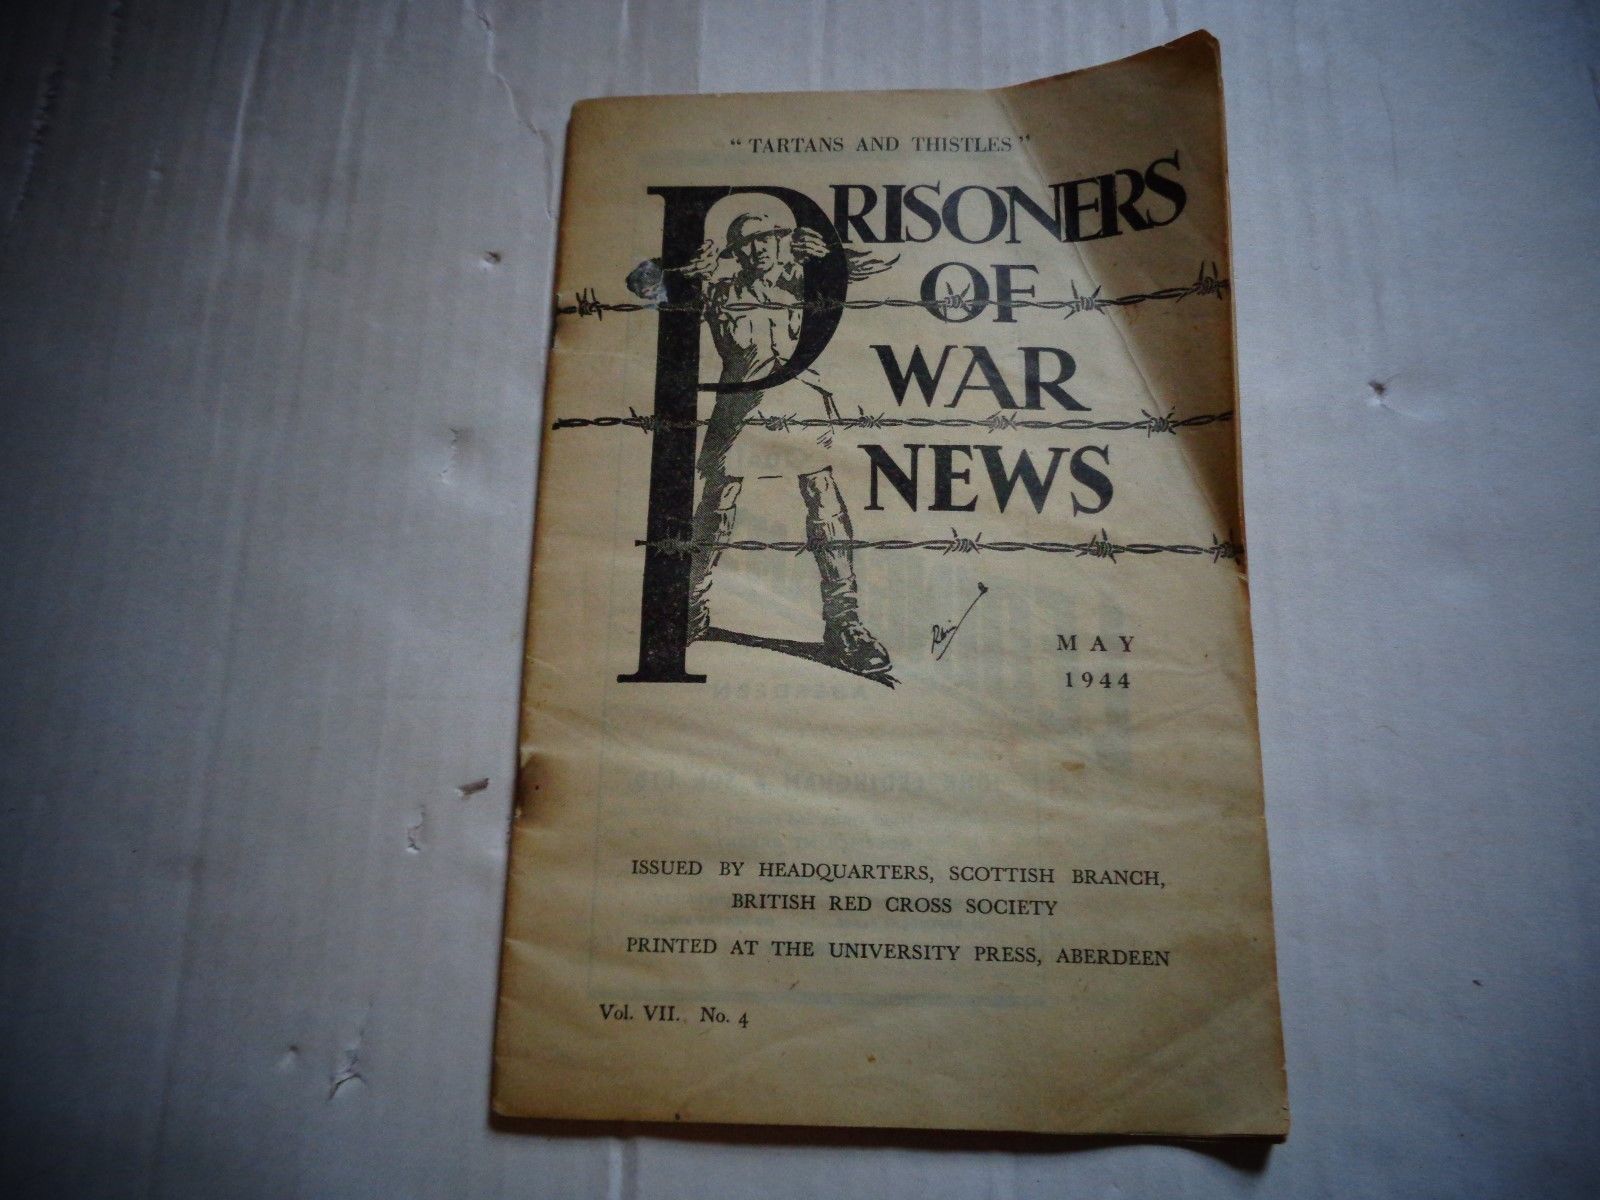 "TARTANS AND THISTLES"
PRISONERS
OF
WAR
NEWS
MAY
1944
ISSUED BY HEADQUARTERS, SCOTTISH BRANCH,
BRITISH RED CROSS SOCIETY
PRINTED AT THE UNIVERSITY PRESS, ABERDEEN
Vol. VII. No. 4